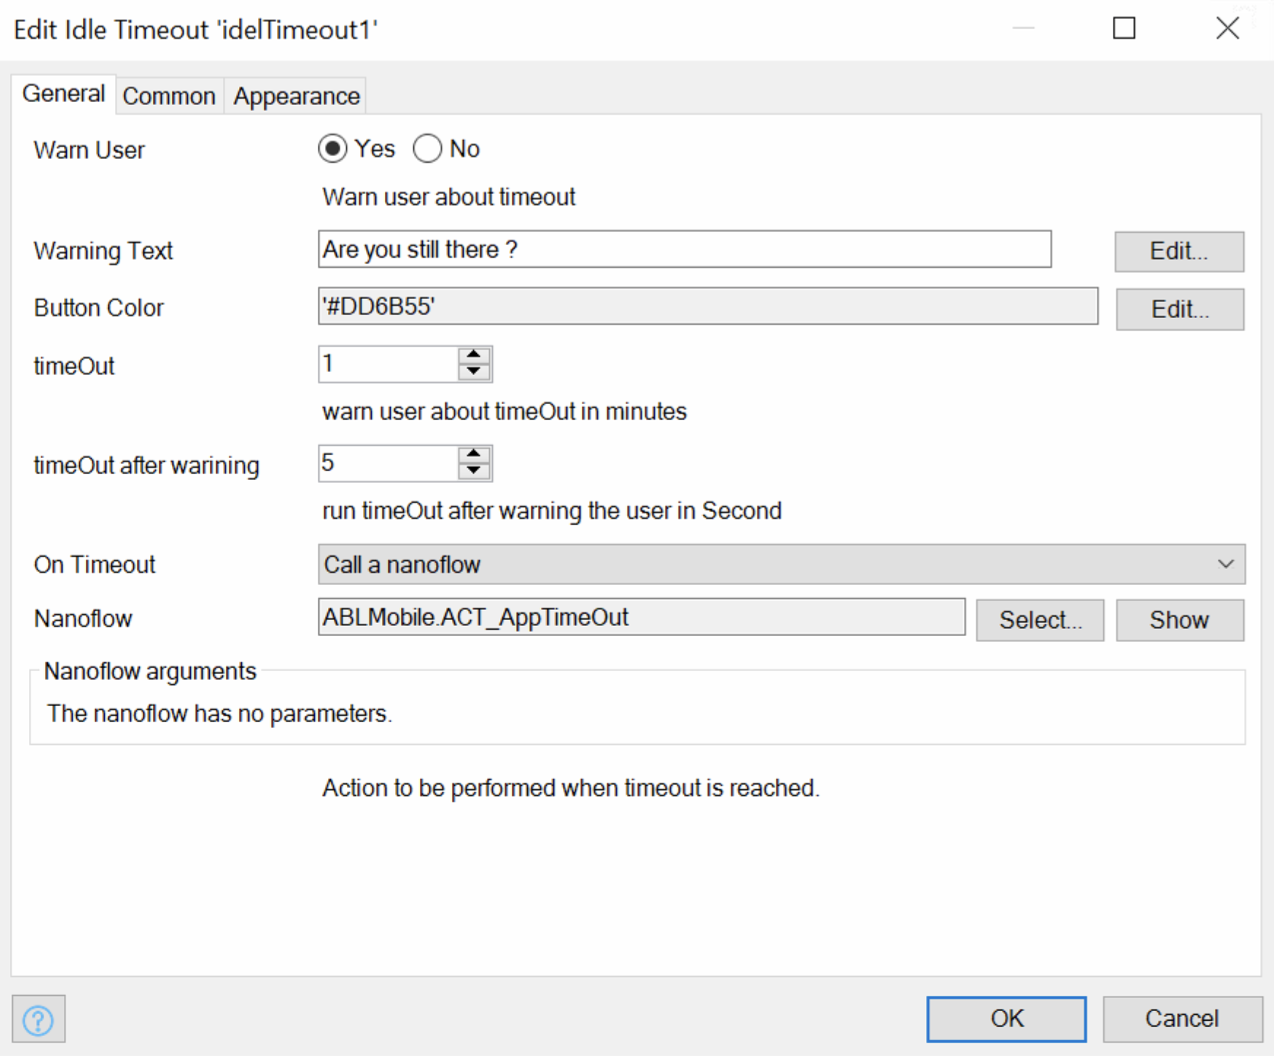 Edit Idle Timeout 'idelTimeout1'
General Common Appearance
Warn User Yes No
Warn user about timeout
Warning Text Are you still there ? Edit...
Button Color '#DD6B55' Edit...
timeOut 1
warn user about timeOut in minutes
timeOut after warining 5
run timeOut after warning the user in Second
On Timeout Call a nanoflow
Nanoflow ABLMobile.ACT_AppTimeOut Select... Show
Nanoflow arguments
The nanoflow has no parameters.
Action to be performed when timeout is reached.
? OK Cancel